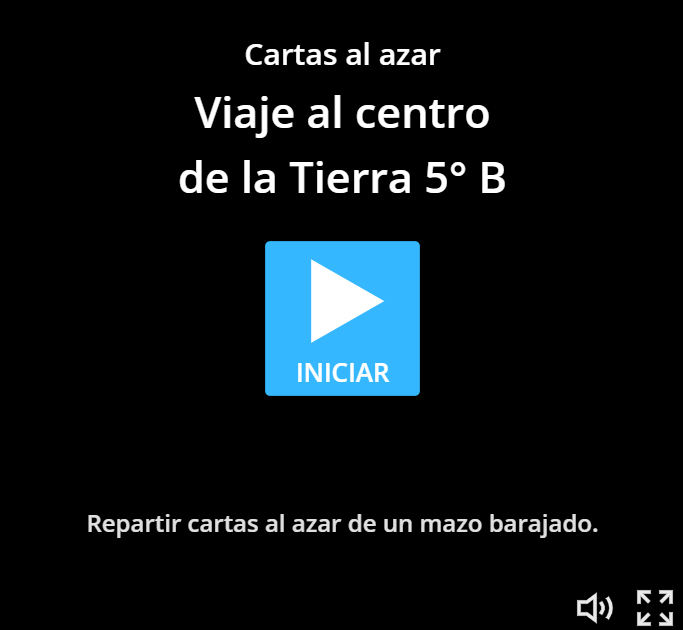 Cartas al azar
Viaje al centro
de la Tierra 5° B
INICIAR
Repartir cartas al azar de un mazo barajado.